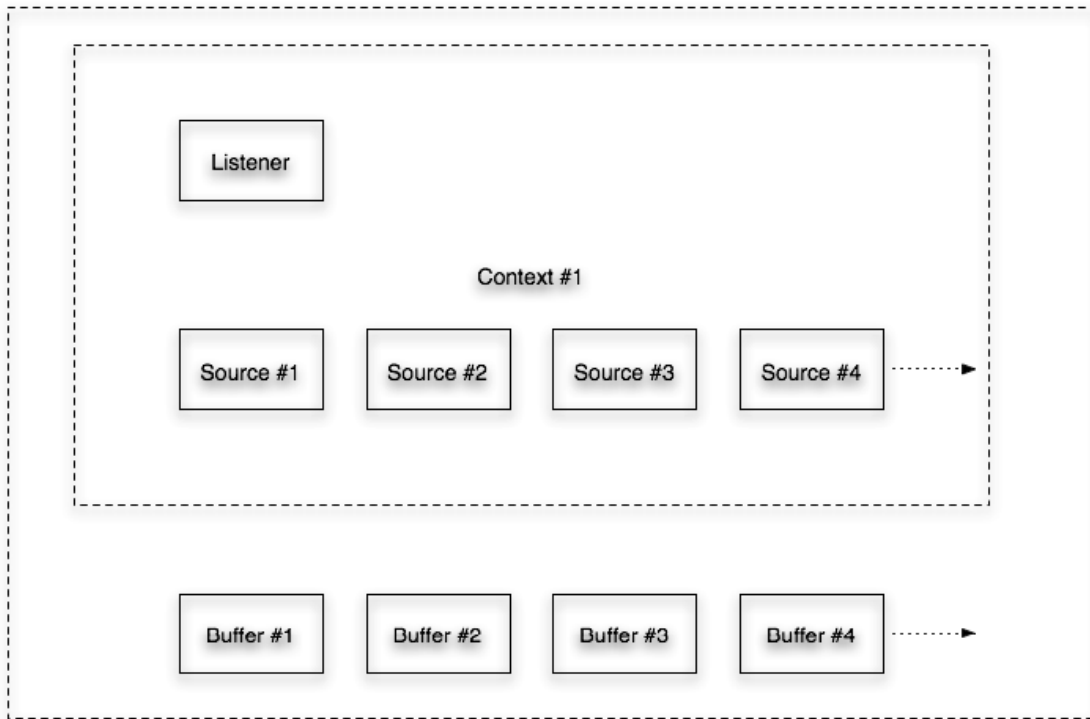 Listener
Context #1
Source #1 Source #2 Source #3 Source #4
Buffer #1 Buffer #2 Buffer #3 Buffer #4